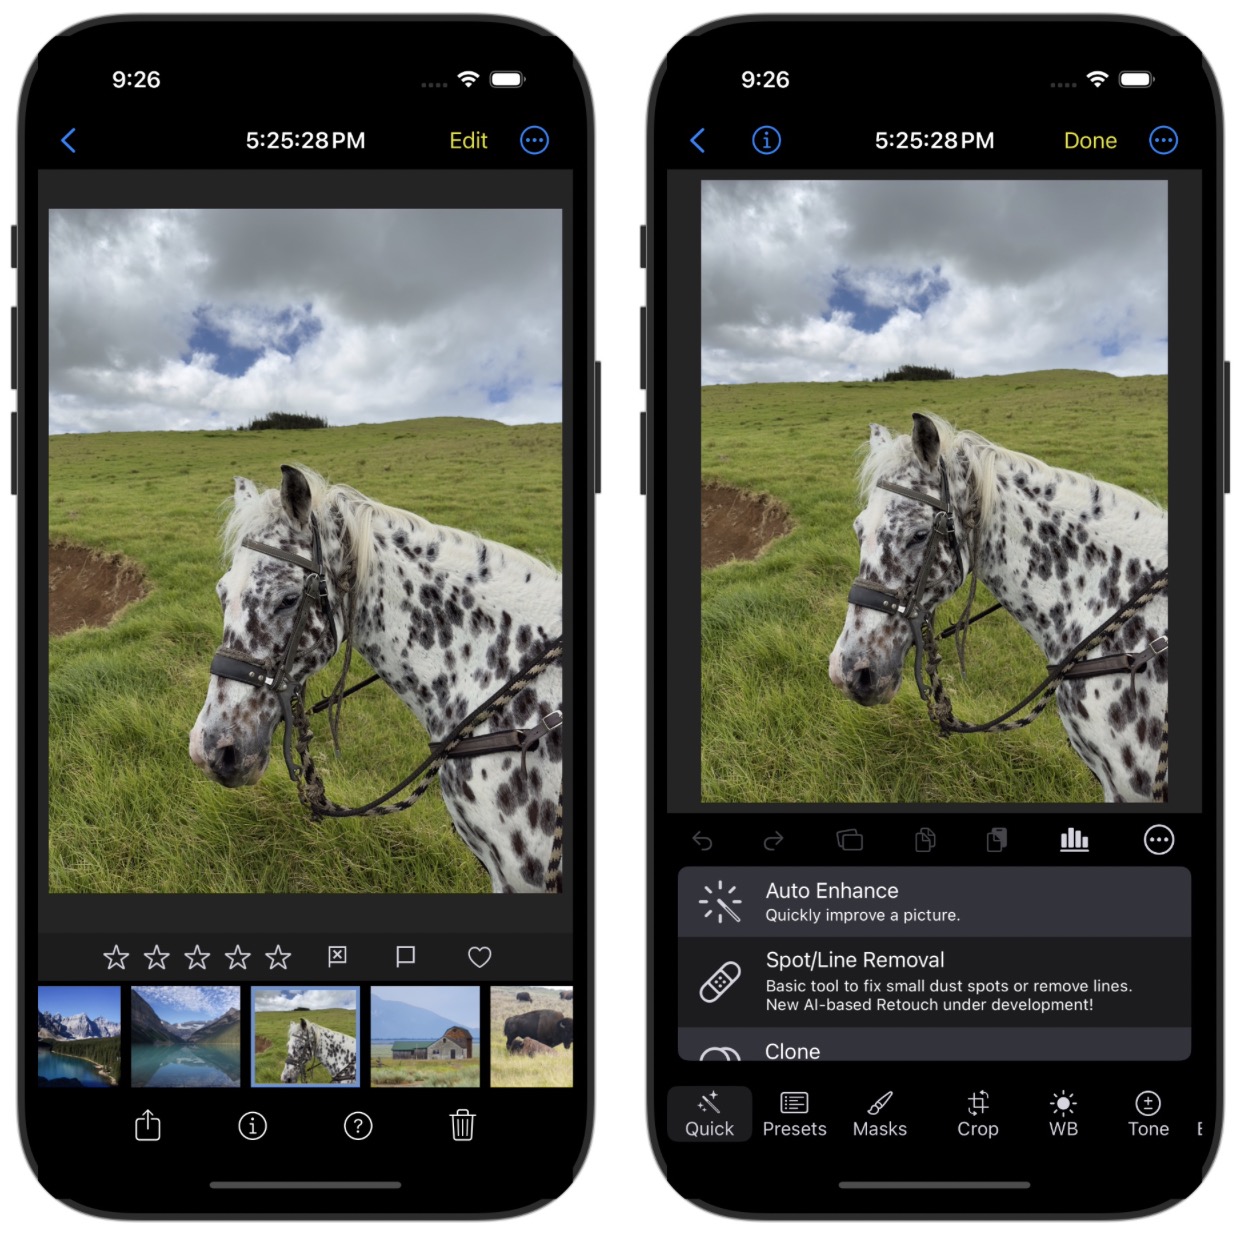 9:26
5:25:28 PM
Edit
9:26
5:25:28 PM
Done
Auto Enhance
Quickly improve a picture.
Spot/Line Removal
Basic tool to fix small dust spots or remove lines.
New AI-based Retouch under development!
Clone
Quick
Presets
Masks
Crop
WB
Tone